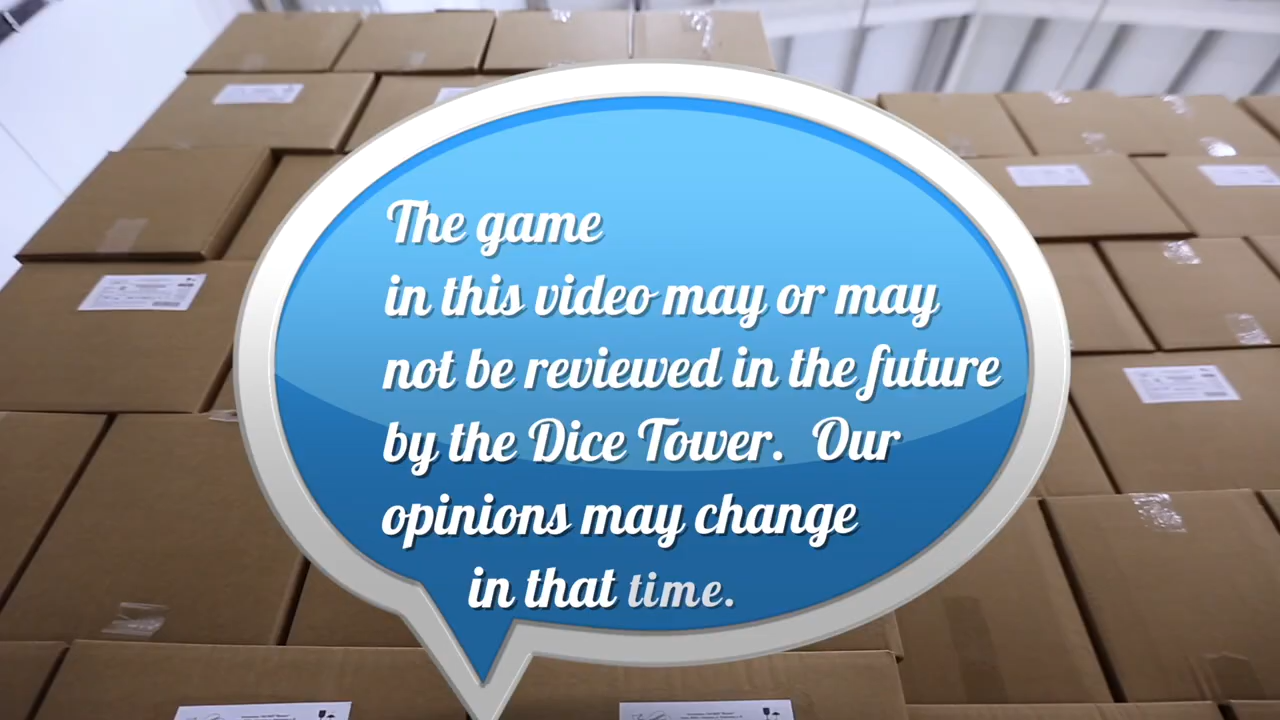 The game
in this video may or may
not be reviewed in the future
by the Dice Tower. Our
opinions may change
in that time.